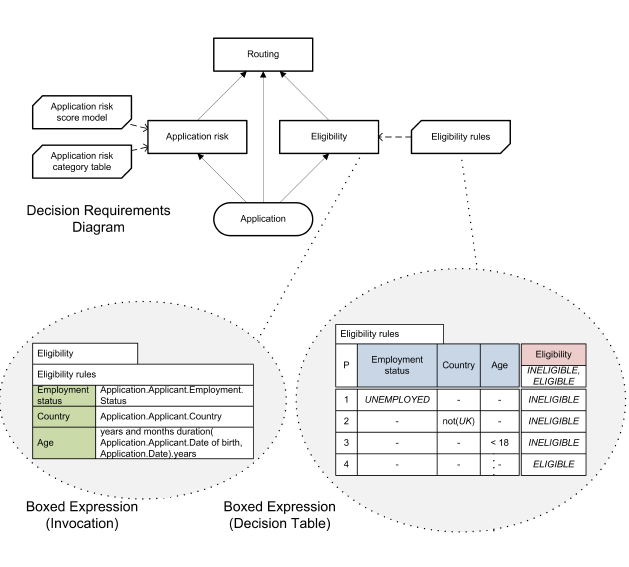 Routing
Application risk
score model
Application risk
category table
Application risk
Eligibility
Eligibility rules
Application
Decision Requirements
Diagram
Eligibility
Eligibility rules
Employment
status
Application.Applicant.Employment.
Status
Country
Application.Applicant.Country
Age
years and months duration(
Application.Applicant.Date of birth,
Application.Date).years
Boxed Expression
(Invocation)
Eligibility rules
P
Employment
status
Country
Age
Eligibility
INELIGIBLE,
ELIGIBLE
1 UNEMPLOYED - - INELIGIBLE
2 - not(UK) - INELIGIBLE
3 - - < 18 INELIGIBLE
4 - - - ELIGIBLE
Boxed Expression
(Decision Table)